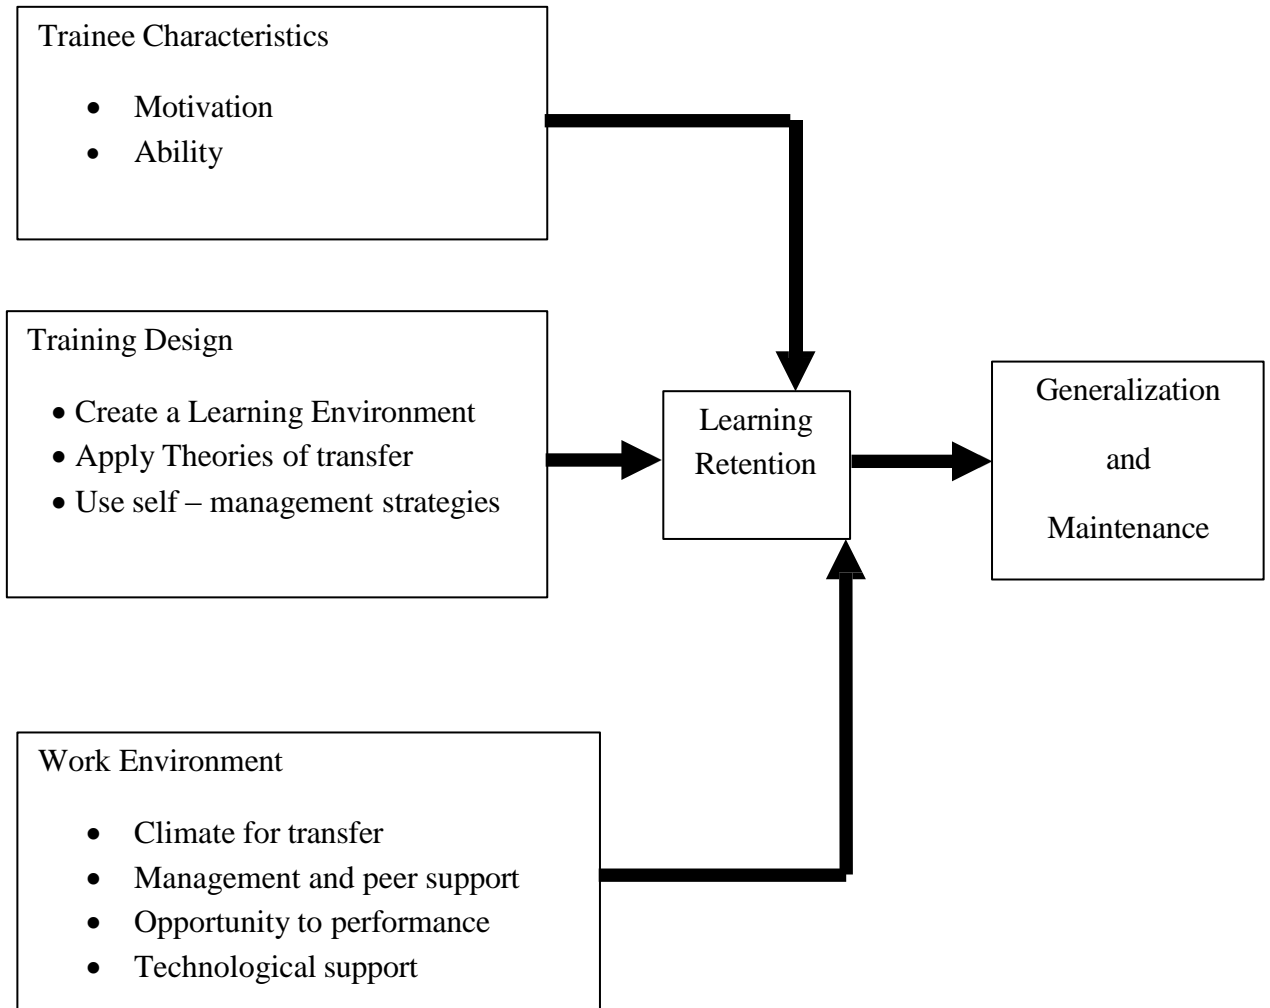 Trainee Characteristics
• Motivation
• Ability
Training Design
• Create a Learning Environment
• Apply Theories of transfer
• Use self – management strategies
Learning
Retention
Generalization
and
Maintenance
Work Environment
• Climate for transfer
• Management and peer support
• Opportunity to performance
• Technological support